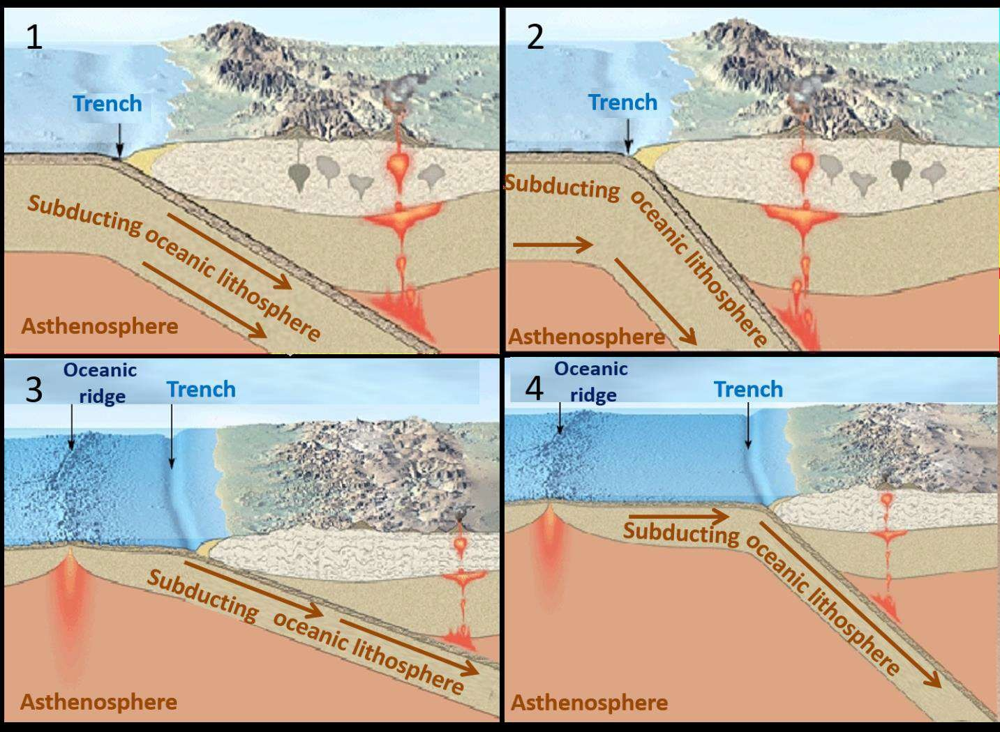 1
Trench
Subducting oceanic lithosphere
Asthenosphere
2
Trench
Subducting oceanic lithosphere
Asthenosphere
3
Oceanic
ridge
Trench
Subducting oceanic lithosphere
Asthenosphere
4
Oceanic
ridge
Trench
Subducting oceanic lithosphere
Asthenosphere